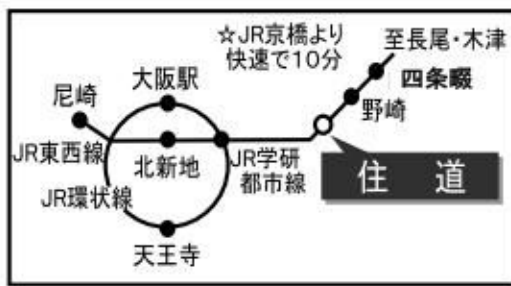 ☆JR京橋より
快速で10分
至長尾・木津
四条畷
野崎
大阪駅
尼崎
JR東西線
北新地
JR学研
都市線
住 道
JR環状線
天王寺